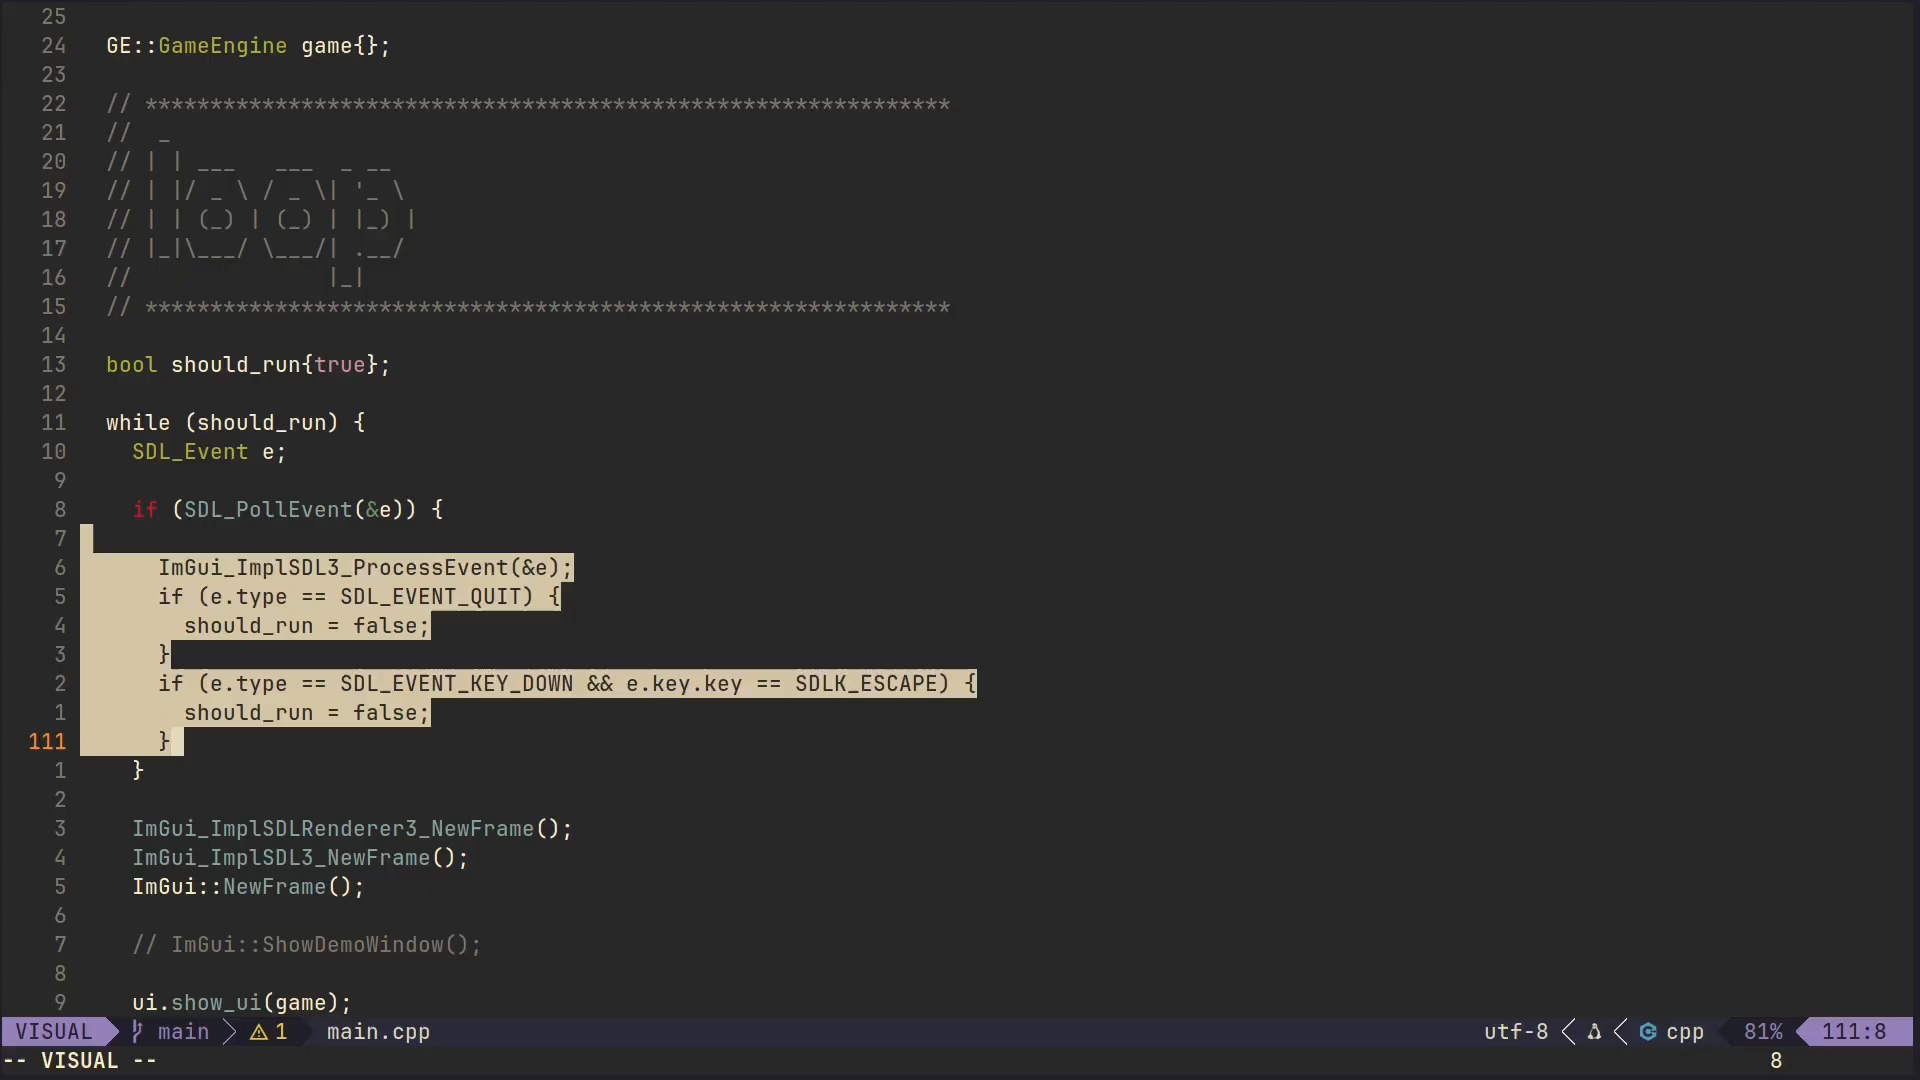 25
24   GE::GameEngine game{};
23
22   // **************************************************************
21   //  _
20   // | | ___   ___  _ __
19   // | |/ _ \ / _ \| '_ \
18   // | | (_) | (_) | |_) |
17   // |_|\___/ \___/| .__/
16   //               |_|
15   // **************************************************************
14
13   bool should_run{true};
12
11   while (should_run) {
10     SDL_Event e;
9
8     if (SDL_PollEvent(&e)) {
7
6       ImGui_ImplSDL3_ProcessEvent(&e);
5       if (e.type == SDL_EVENT_QUIT) {
4         should_run = false;
3       }
2       if (e.type == SDL_EVENT_KEY_DOWN && e.key.key == SDLK_ESCAPE) {
1         should_run = false;
111       }
1     }
2
3     ImGui_ImplSDLRenderer3_NewFrame();
4     ImGui_ImplSDL3_NewFrame();
5     ImGui::NewFrame();
6
7     // ImGui::ShowDemoWindow();
8
9     ui.show_ui(game);
VISUAL main 1 main.cpp utf-8 cpp 81% 111:8
-- VISUAL -- 8